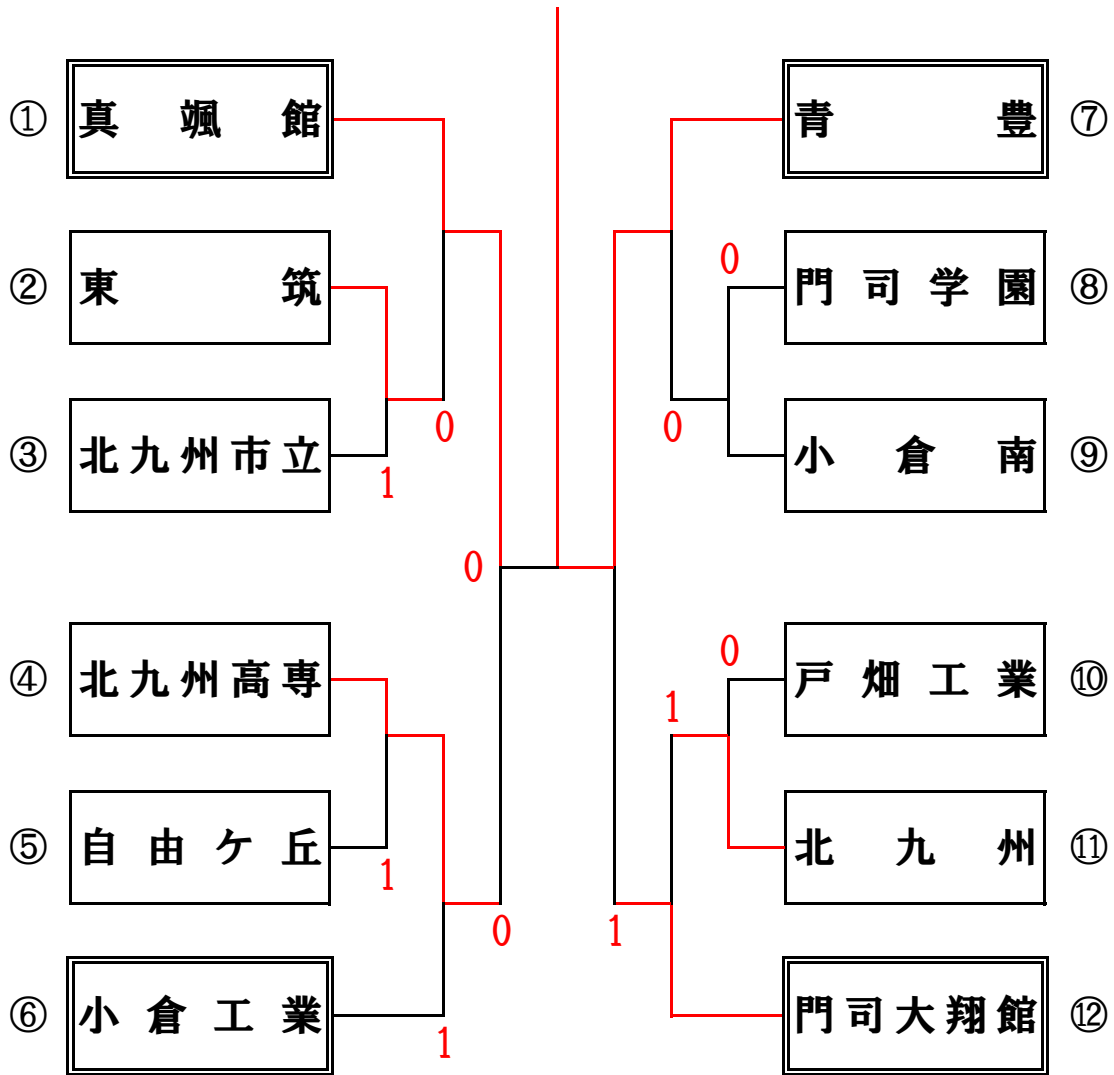 ① 真颯館
② 東筑
0
③ 北九州市立
1
0
④ 北九州高専
⑤ 自由ケ丘
1
0
⑥ 小倉工業
1
青豊 ⑦
0
門司学園 ⑧
0
小倉南 ⑨
0
戸畑工業 ⑩
1
北九州 ⑪
1
門司大翔館 ⑫